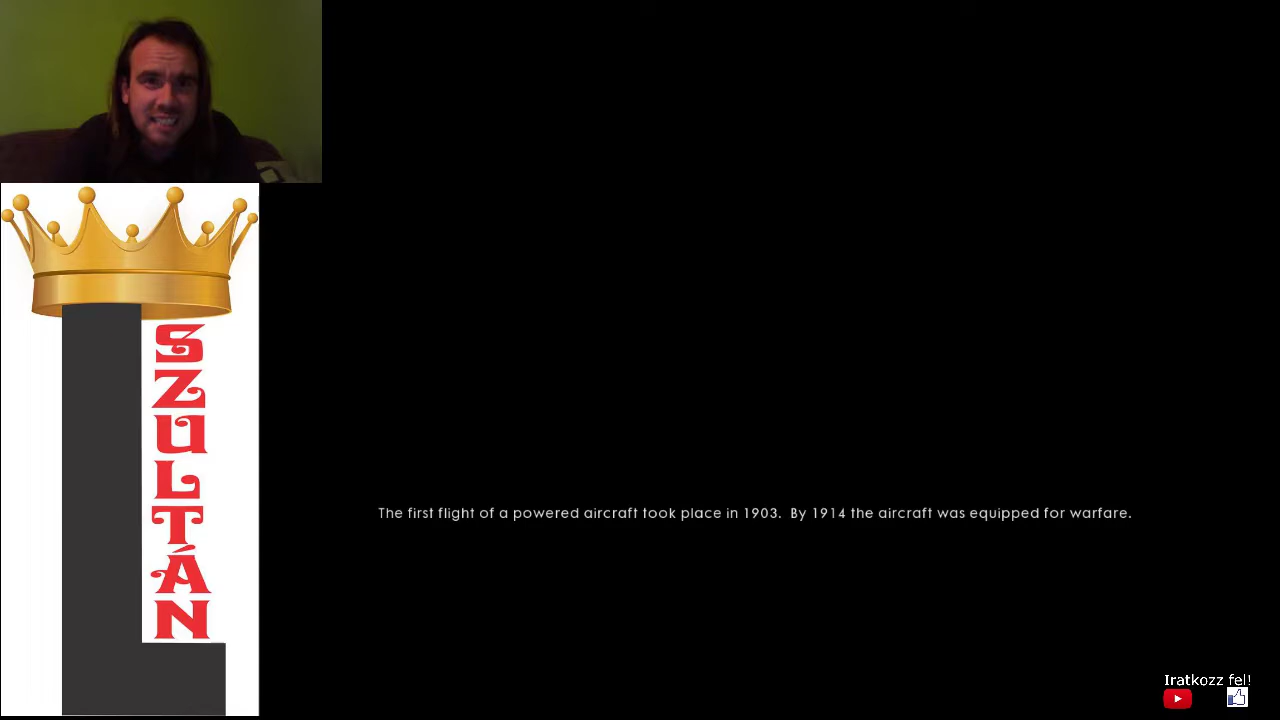 SZULTÁN
The first flight of a powered aircraft took place in 1903. By 1914 the aircraft was equipped for warfare.
Iratkozz fel!